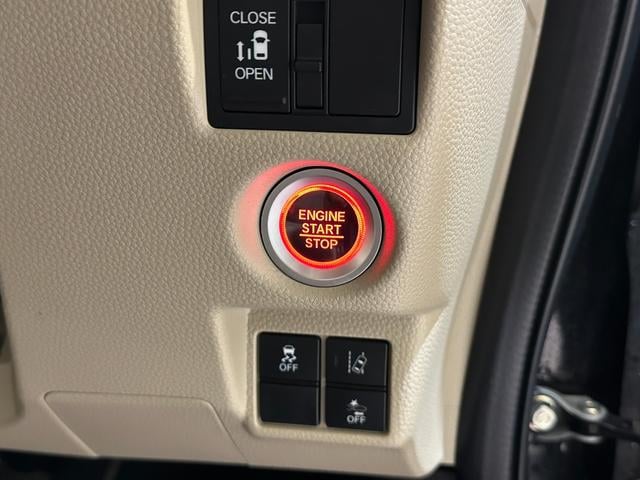 CLOSE
OPEN
ENGINE
START
STOP
OFF
OFF